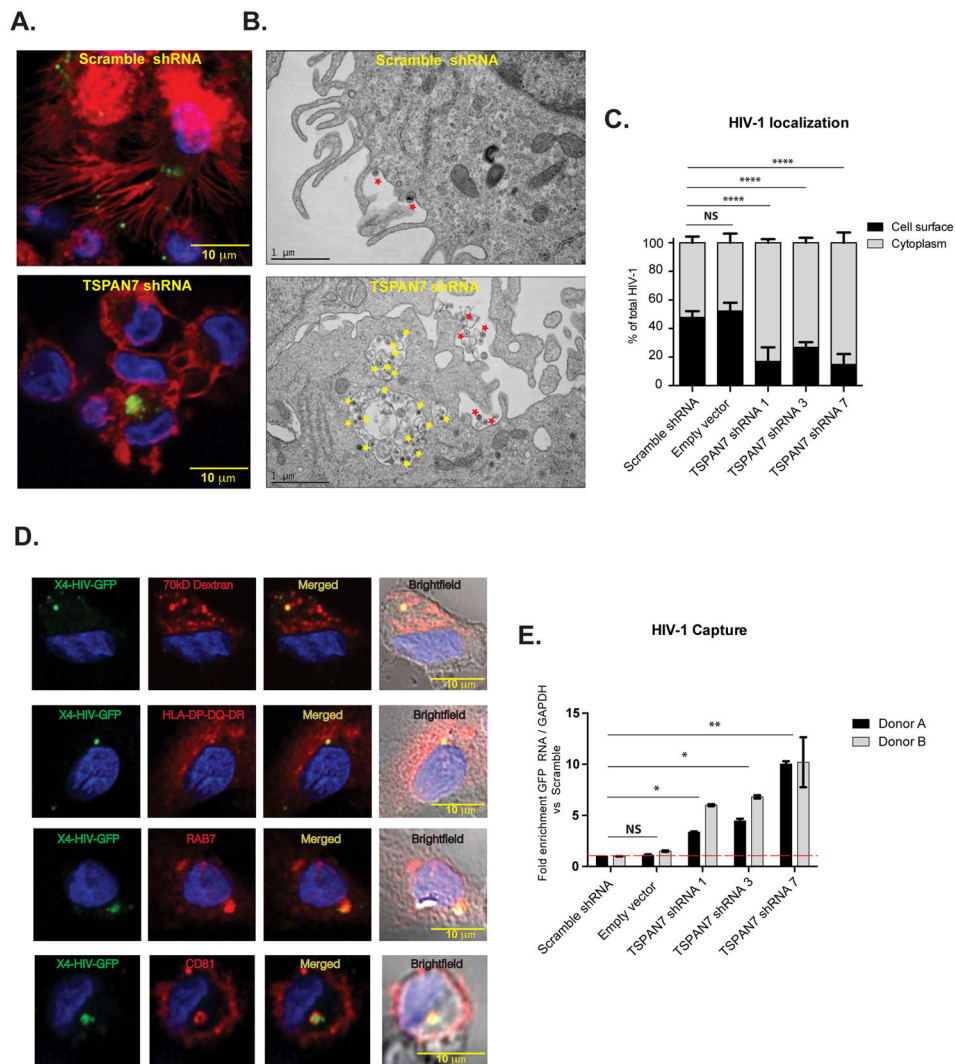 A.
Scramble shRNA
10 µm
TSPAN7 shRNA
10 µm
B.
Scramble shRNA
1 µm
TSPAN7 shRNA
1 µm
C.
HIV-1 localization
****
****
****
NS
Cell surface
Cytoplasm
% of total HIV-1
100
80
60
40
20
0
Scramble shRNA
Empty vector
TSPAN7 shRNA 1
TSPAN7 shRNA 3
TSPAN7 shRNA 7
D.
X4-HIV-GFP 70kD Dextran Merged Brightfield
10 µm
X4-HIV-GFP HLA-DP-DQ-DR Merged Brightfield
10 µm
X4-HIV-GFP RAB7 Merged Brightfield
10 µm
X4-HIV-GFP CD81 Merged Brightfield
10 µm
E.
HIV-1 Capture
Fold enrichment GFP RNA / GAPDH
vs Scramble
15
10
5
0
**
*
*
NS
Donor A
Donor B
Scramble shRNA
Empty vector
TSPAN7 shRNA 1
TSPAN7 shRNA 3
TSPAN7 shRNA 7